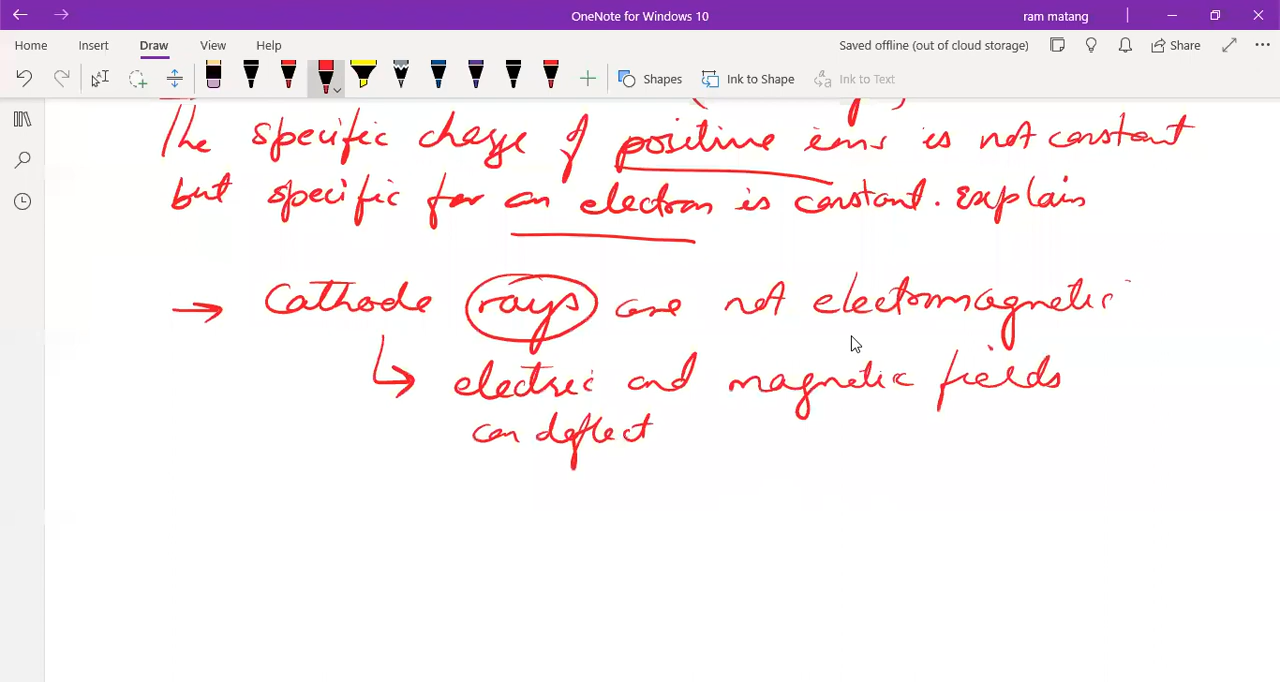 OneNote for Windows 10
ram matang
Home Insert Draw View Help
Saved offline (out of cloud storage)
Share
Shapes
Ink to Shape
Ink to Text
The specific charge of positive ions is not constant
but specific for an electron is constant. explain
→ Cathode rays are not electromagnetic
electric and magnetic fields
can deflect